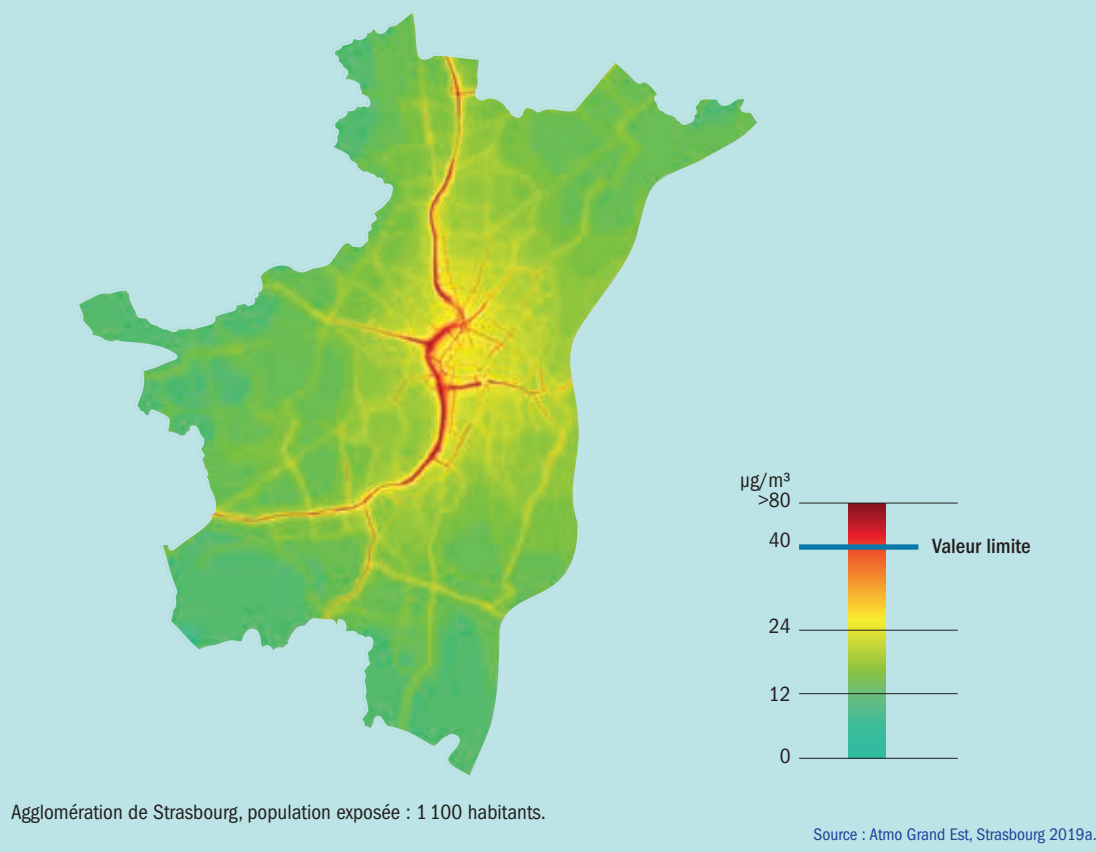 µg/m³
>80
40
Valeur limite
24
12
0
Agglomération de Strasbourg, population exposée : 1 100 habitants.
Source : Atmo Grand Est, Strasbourg 2019a.